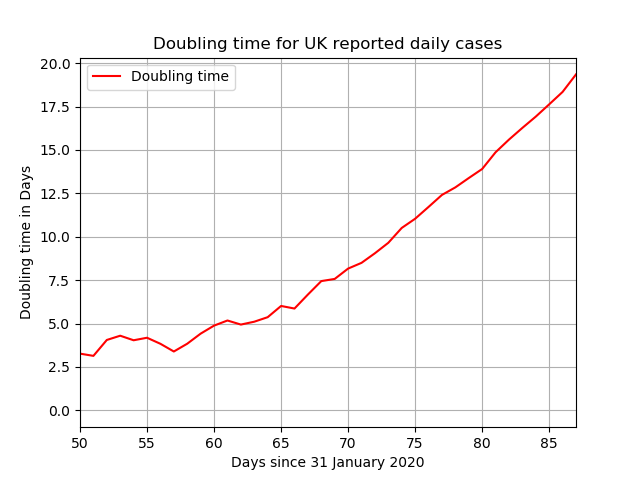 Doubling time for UK reported daily cases
Doubling time
20.0
17.5
15.0
12.5
10.0
7.5
5.0
2.5
0.0
Doubling time in Days
50 55 60 65 70 75 80 85
Days since 31 January 2020